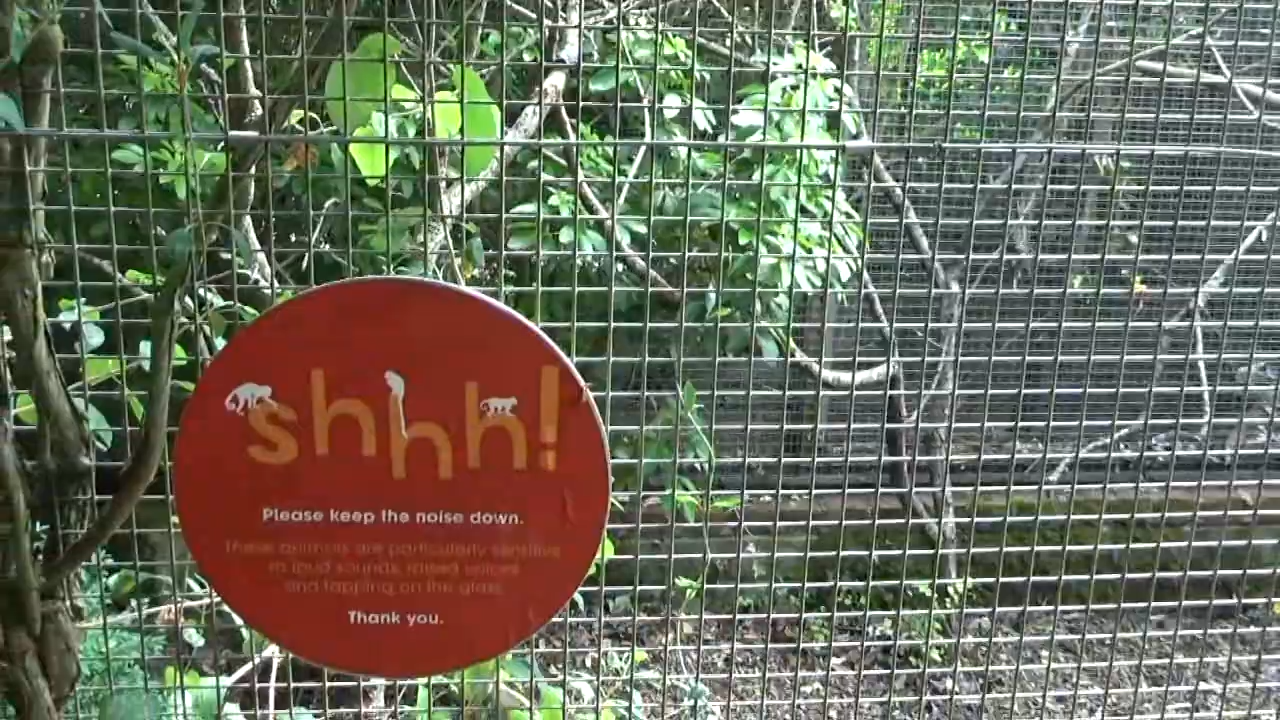 shhh!
Please keep the noise down.
These animals are particularly sensitive
to loud sounds, raised voices
and tapping on the glass.
Thank you.